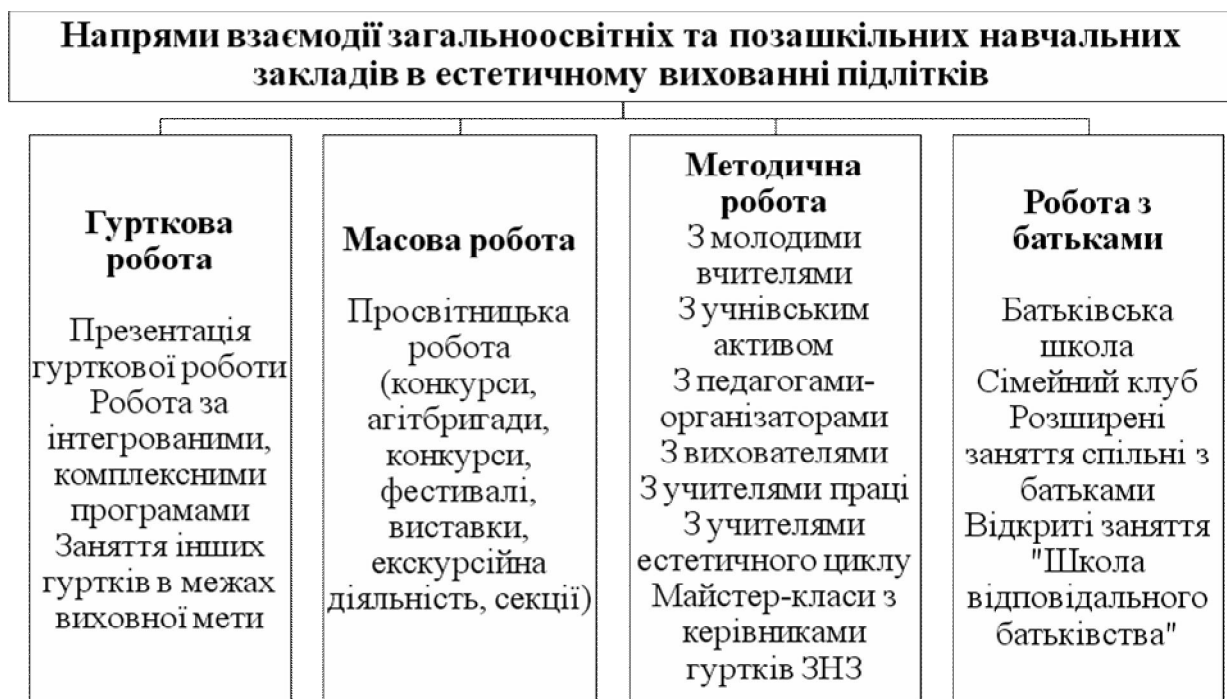 Напрями взаємодії загальноосвітніх та позашкільних навчальних
закладів в естетичному вихованні підлітків
Гурткова
робота
Презентація
гурткової роботи
Робота за
інтегрованими,
комплексними
програмами
Заняття інших
гуртків в межах
виховної мети
Масова робота
Просвітницька
робота
(конкурси,
агітбригади,
конкурси,
фестивалі,
виставки,
екскурсійна
діяльність, секції)
Методична
робота
З молодими
вчителями
З учнівським
активом
З педагогами-
організаторами
З вихователями
З учителями праці
З учителями
естетичного циклу
Майстер-класи з
керівниками
гуртків ЗНЗ
Робота з
батьками
Батьківська
школа
Сімейний клуб
Розширені
заняття спільні з
батьками
Відкриті заняття
"Школа
відповідального
батьківства"